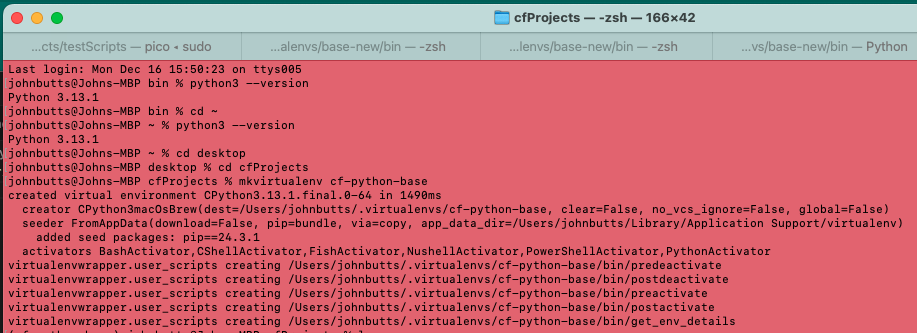 cfProjects — -zsh — 166×42
...cts/testScripts — pico ◂ sudo
...alenvs/base-new/bin — -zsh
...lenvs/base-new/bin — -zsh
...vs/base-new/bin — Python
Last login: Mon Dec 16 15:50:23 on ttys005
johnbutts@Johns-MBP bin % python3 --version
Python 3.13.1
johnbutts@Johns-MBP bin % cd ~
johnbutts@Johns-MBP ~ % python3 --version
Python 3.13.1
johnbutts@Johns-MBP ~ % cd desktop
johnbutts@Johns-MBP desktop % cd cfProjects
johnbutts@Johns-MBP cfProjects % mkvirtualenv cf-python-base
created virtual environment CPython3.13.1.final.0-64 in 1490ms
  creator CPython3macOsBrew(dest=/Users/johnbutts/.virtualenvs/cf-python-base, clear=False, no_vcs_ignore=False, global=False)
  seeder FromAppData(download=False, pip=bundle, via=copy, app_data_dir=/Users/johnbutts/Library/Application Support/virtualenv)
    added seed packages: pip==24.3.1
  activators BashActivator,CShellActivator,FishActivator,NushellActivator,PowerShellActivator,PythonActivator
virtualenvwrapper.user_scripts creating /Users/johnbutts/.virtualenvs/cf-python-base/bin/predeactivate
virtualenvwrapper.user_scripts creating /Users/johnbutts/.virtualenvs/cf-python-base/bin/postdeactivate
virtualenvwrapper.user_scripts creating /Users/johnbutts/.virtualenvs/cf-python-base/bin/preactivate
virtualenvwrapper.user_scripts creating /Users/johnbutts/.virtualenvs/cf-python-base/bin/postactivate
virtualenvwrapper.user_scripts creating /Users/johnbutts/.virtualenvs/cf-python-base/bin/get_env_details